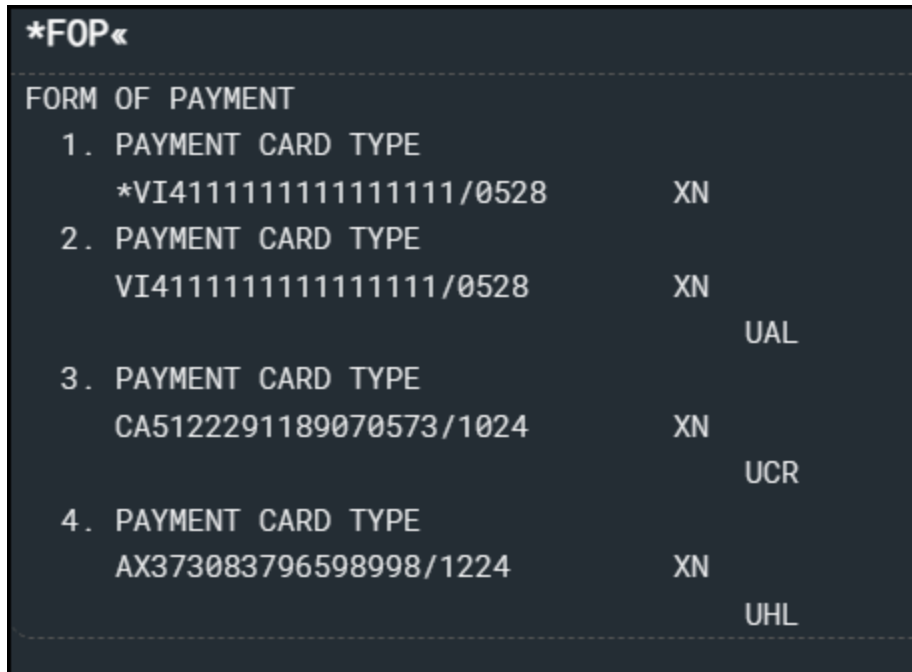 *FOP«
FORM OF PAYMENT
1. PAYMENT CARD TYPE
*VI4111111111111111/0528 XN
2. PAYMENT CARD TYPE
VI4111111111111111/0528 XN
UAL
3. PAYMENT CARD TYPE
CA5122291189070573/1024 XN
UCR
4. PAYMENT CARD TYPE
AX373083796598998/1224 XN
UHL